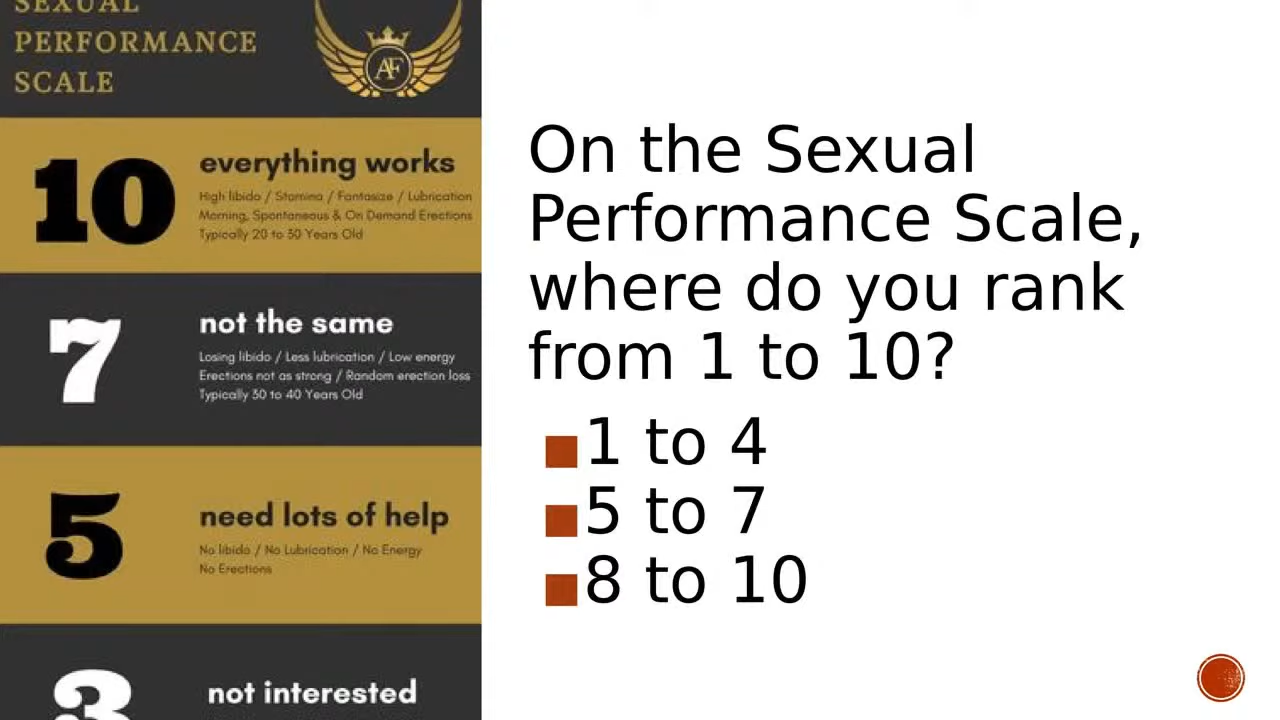 SEXUAL
PERFORMANCE
SCALE
AF
10
everything works
High libido / Stamina / Fantasize / Lubrication
Morning, Spontaneous & On Demand Erections
Typically 20 to 30 Years Old
7
not the same
Losing libido / Less lubrication / Low energy
Erections not as strong / Random erection loss
Typically 30 to 40 Years Old
5
need lots of help
No libido / No Lubrication / No Energy
No Erections
3
not interested
On the Sexual
Performance Scale,
where do you rank
from 1 to 10?
1 to 4
5 to 7
8 to 10